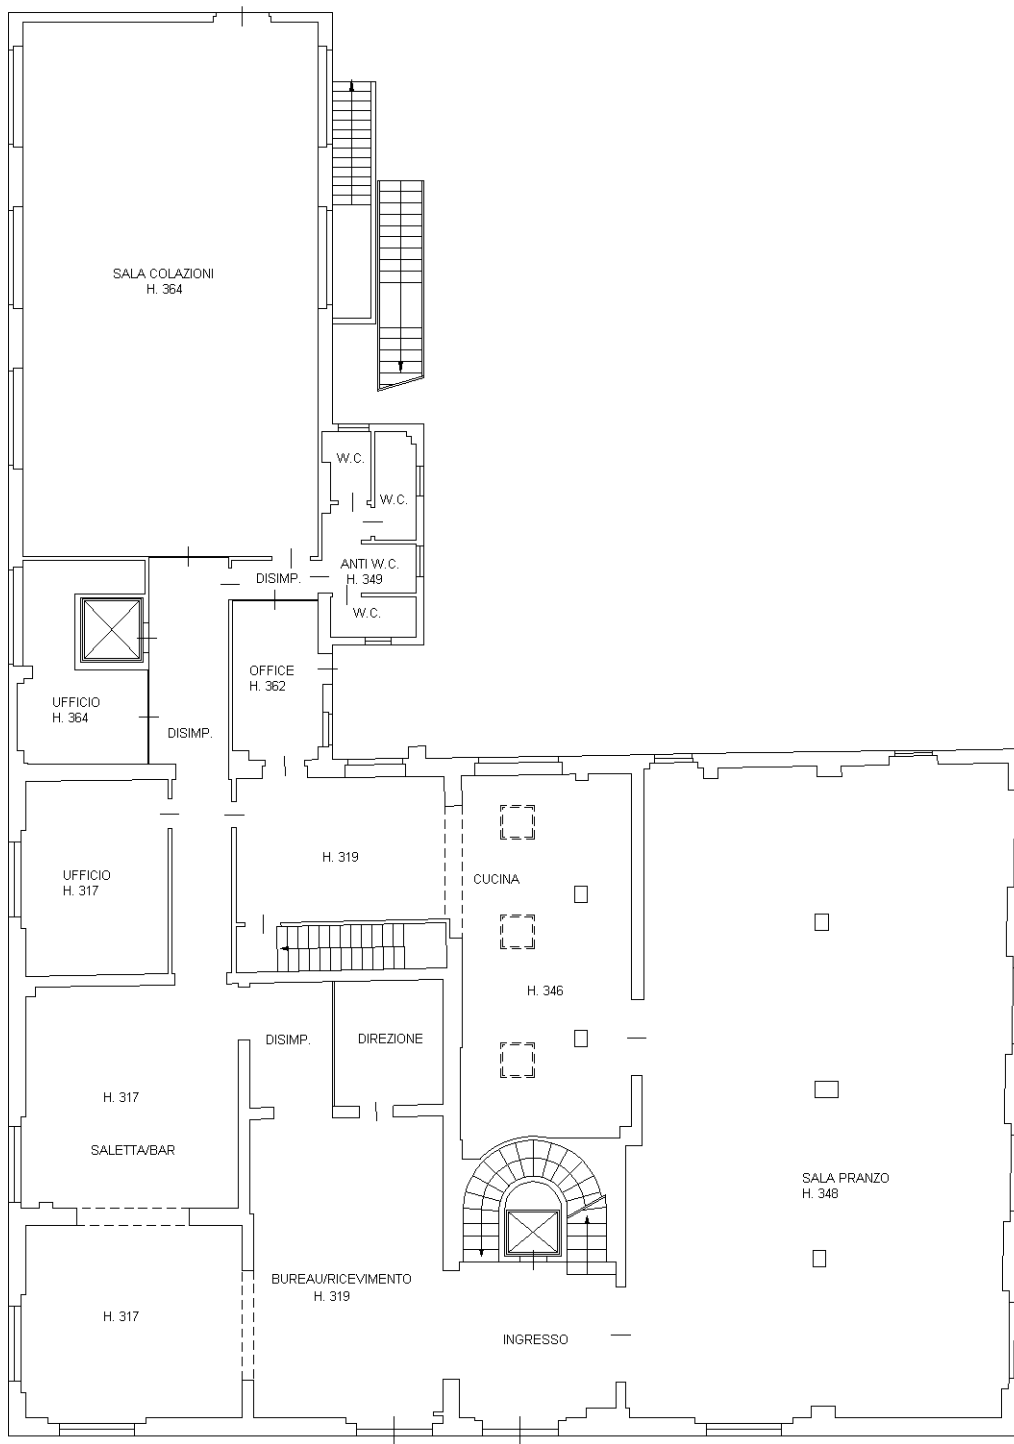 SALA COLAZIONI
H. 364
W.C.
W.C.
ANTI W.C.
H. 349
DISIMP.
W.C.
OFFICE
H. 362
UFFICIO
H. 364
DISIMP.
H. 319
UFFICIO
H. 317
CUCINA
H. 346
DISIMP.
DIREZIONE
H. 317
SALETTA/BAR
SALA PRANZO
H. 348
BUREAU/RICEVIMENTO
H. 319
H. 317
INGRESSO